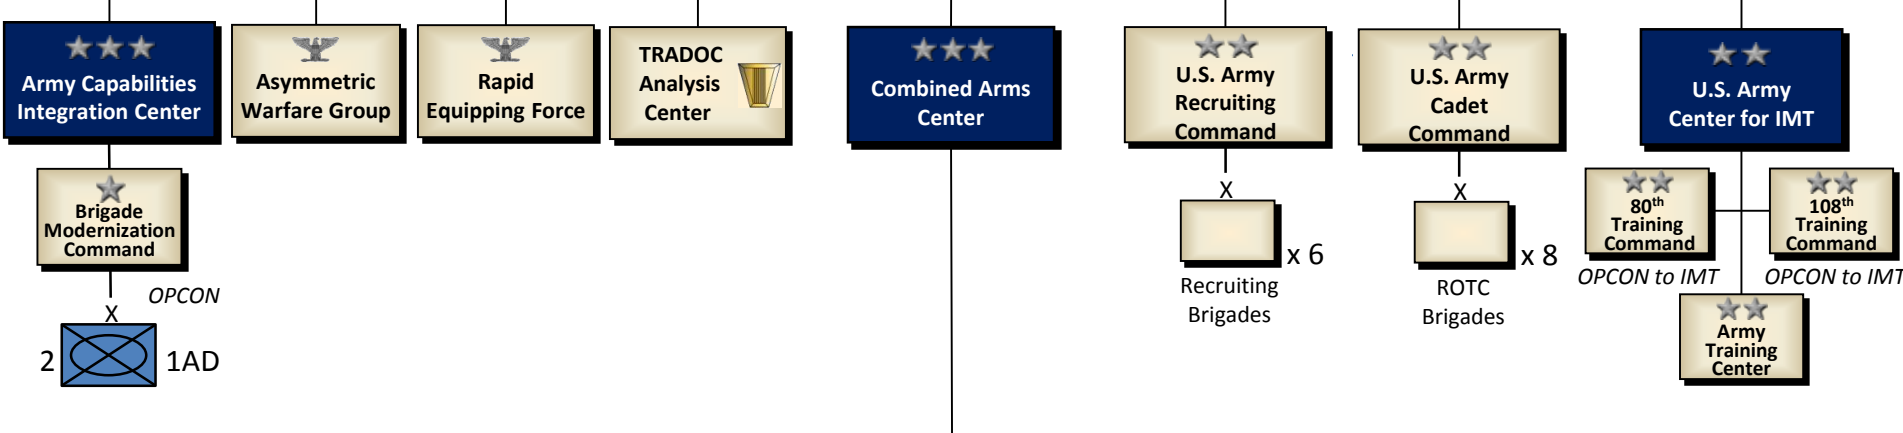 Army Capabilities
Integration Center
Asymmetric
Warfare Group
Rapid
Equipping Force
TRADOC
Analysis
Center
Combined Arms
Center
U.S. Army
Recruiting
Command
U.S. Army
Cadet
Command
U.S. Army
Center for IMT
Brigade
Modernization
Command
OPCON
X
2
1AD
X
x 6
Recruiting
Brigades
X
x 8
ROTC
Brigades
80th
Training
Command
OPCON to IMT
108th
Training
Command
OPCON to IMT
Army
Training
Center